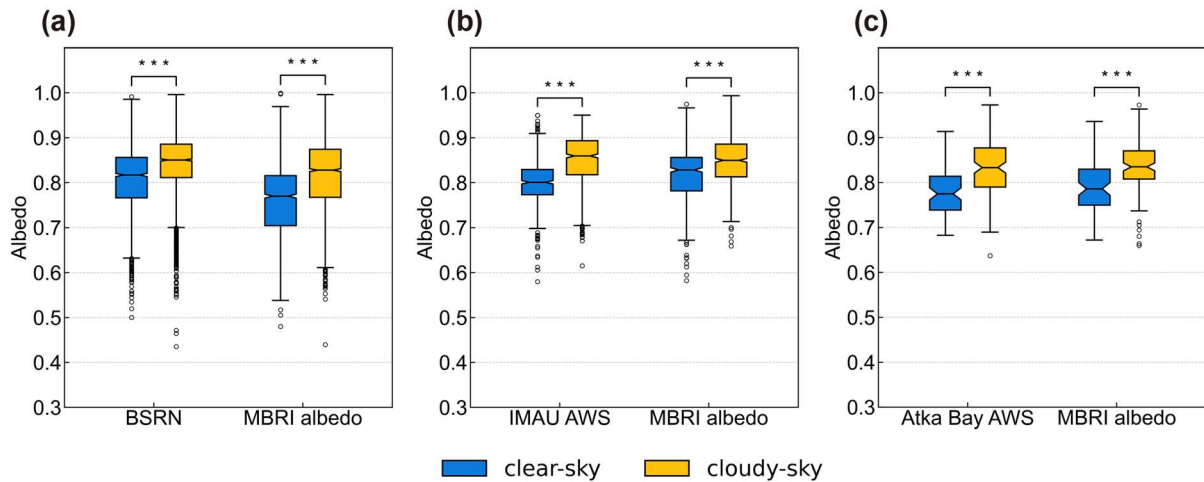 (a)
(b)
(c)
Albedo
1.0
0.9
0.8
0.7
0.6
0.5
0.4
0.3
***
***
BSRN
MBRI albedo
Albedo
1.0
0.9
0.8
0.7
0.6
0.5
0.4
0.3
***
***
IMAU AWS
MBRI albedo
Albedo
1.0
0.9
0.8
0.7
0.6
0.5
0.4
0.3
***
***
Atka Bay AWS
MBRI albedo
clear-sky
cloudy-sky